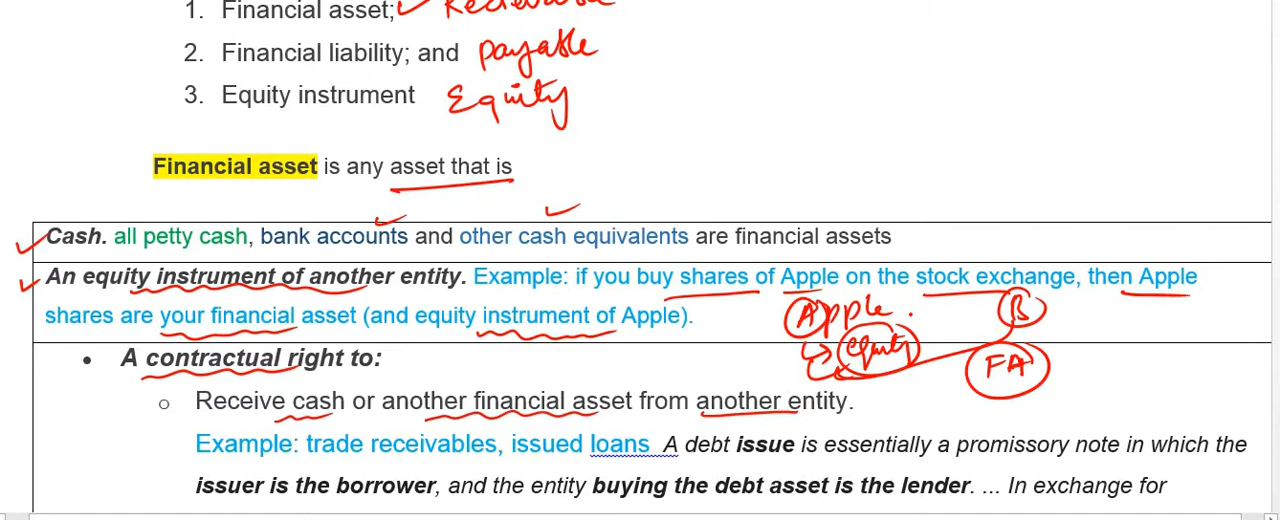 1. Financial asset;
2. Financial liability; and payable
3. Equity instrument Equity
Financial asset is any asset that is
Cash. all petty cash, bank accounts and other cash equivalents are financial assets
An equity instrument of another entity. Example: if you buy shares of Apple on the stock exchange, then Apple
shares are your financial asset (and equity instrument of Apple). Apple. B
equity FA
• A contractual right to:
o Receive cash or another financial asset from another entity.
Example: trade receivables, issued loans A debt issue is essentially a promissory note in which the
issuer is the borrower, and the entity buying the debt asset is the lender. ... In exchange for